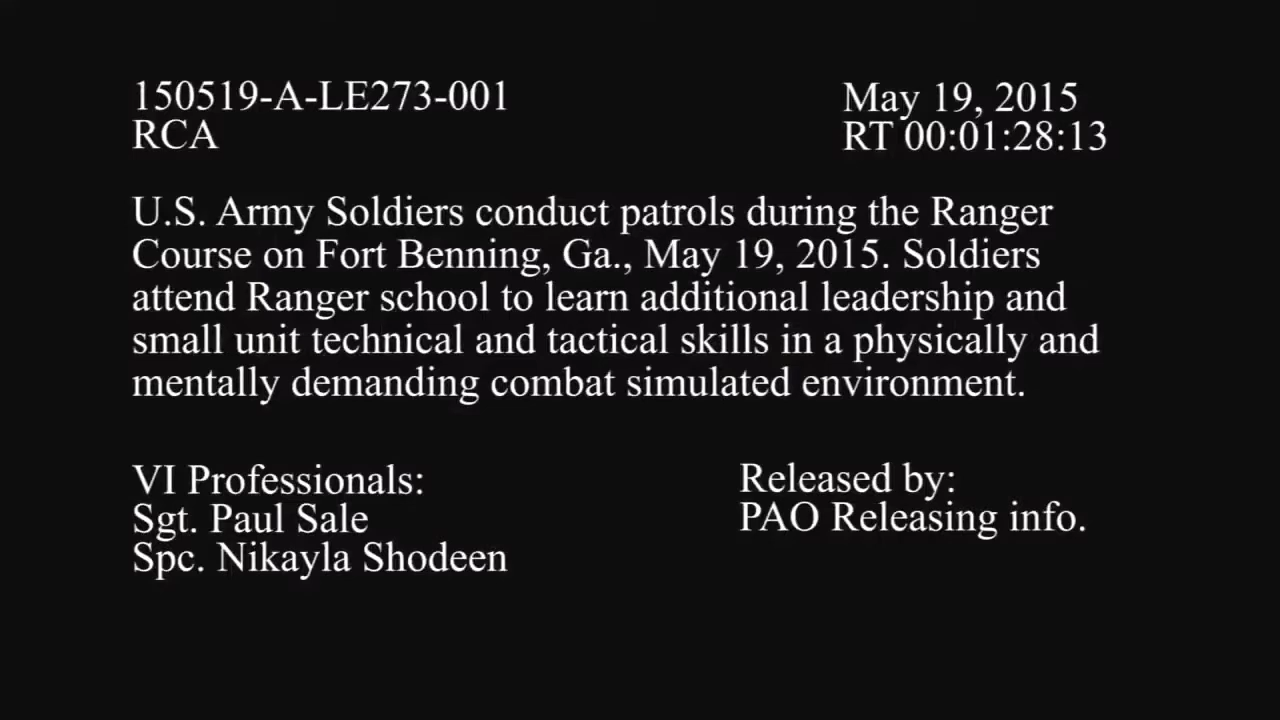 150519-A-LE273-001
RCA
May 19, 2015
RT 00:01:28:13
U.S. Army Soldiers conduct patrols during the Ranger
Course on Fort Benning, Ga., May 19, 2015. Soldiers
attend Ranger school to learn additional leadership and
small unit technical and tactical skills in a physically and
mentally demanding combat simulated environment.
VI Professionals:
Sgt. Paul Sale
Spc. Nikayla Shodeen
Released by:
PAO Releasing info.